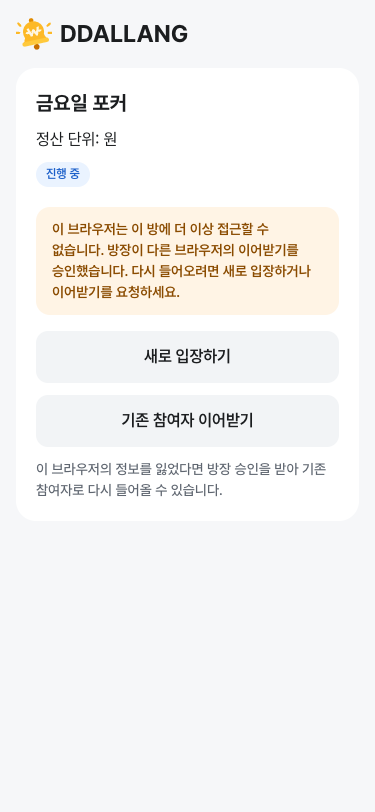 DDALLANG
금요일 포커
정산 단위: 원
진행 중
이 브라우저는 이 방에 더 이상 접근할 수
없습니다. 방장이 다른 브라우저의 이어받기를
승인했습니다. 다시 들어오려면 새로 입장하거나
이어받기를 요청하세요.
새로 입장하기
기존 참여자 이어받기
이 브라우저의 정보를 잃었다면 방장 승인을 받아 기존
참여자로 다시 들어올 수 있습니다.